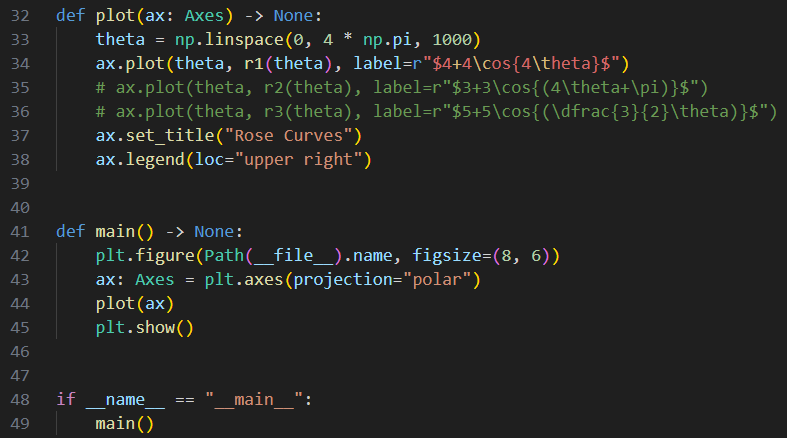 32 def plot(ax: Axes) -> None:
33     theta = np.linspace(0, 4 * np.pi, 1000)
34     ax.plot(theta, r1(theta), label=r"$4+4\cos{4\theta}$")
35     # ax.plot(theta, r2(theta), label=r"$3+3\cos{(4\theta+\pi)}$")
36     # ax.plot(theta, r3(theta), label=r"$5+5\cos{(\dfrac{3}{2}\theta)}$")
37     ax.set_title("Rose Curves")
38     ax.legend(loc="upper right")
39
40
41 def main() -> None:
42     plt.figure(Path(__file__).name, figsize=(8, 6))
43     ax: Axes = plt.axes(projection="polar")
44     plot(ax)
45     plt.show()
46
47
48 if __name__ == "__main__":
49     main()